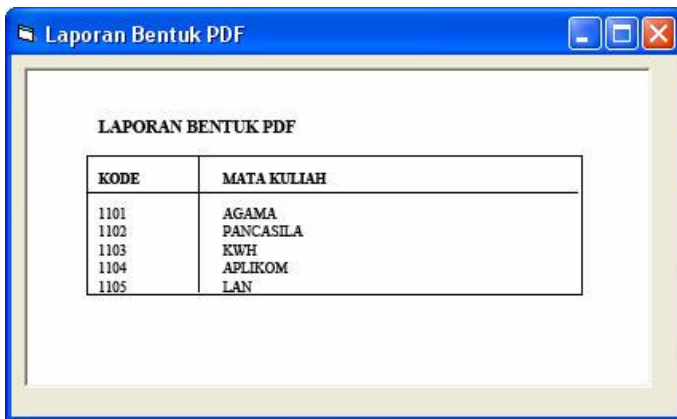 Laporan Bentuk PDF
LAPORAN BENTUK PDF
KODE MATA KULIAH
1101 AGAMA
1102 PANCASILA
1103 KWH
1104 APLIKOM
1105 LAN